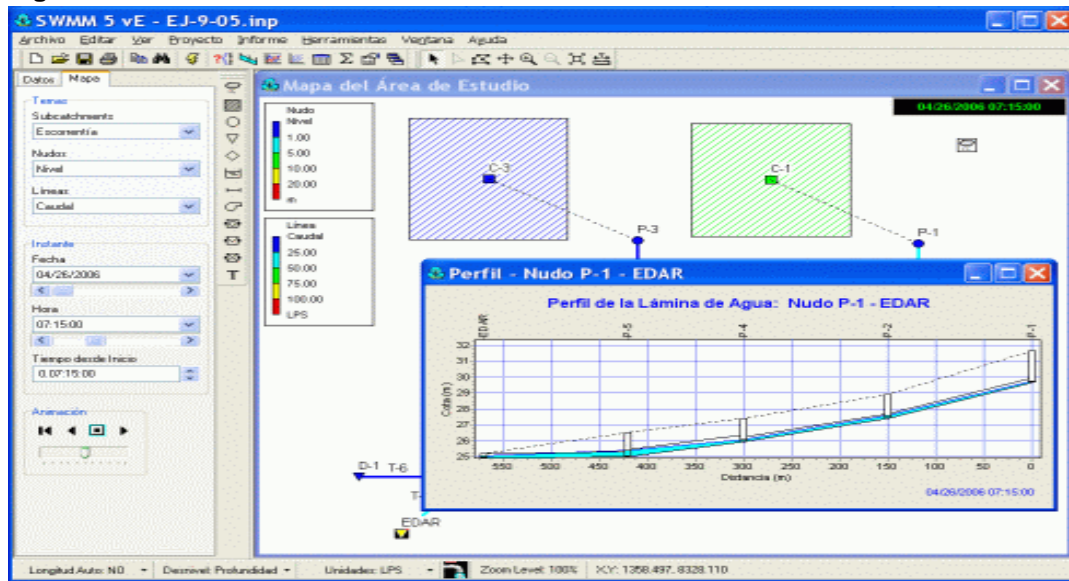 SWMM 5 vE - EJ-9-05.inp
Archivo Editar Ver Proyecto Informe Herramientas Ventana Ayuda
Datos Mapa
Temas
Subcatchments
Escorrentía
Nudos
Nivel
Líneas
Caudal
Instante
Fecha
04/26/2006
Hora
07:15:00
Tiempo desde Inicio
0.07:15:00
Animación
T
Mapa del Área de Estudio
04/26/2006 07:15:00
Nudo
Nivel
1.00
5.00
10.00
20.00
m
Línea
Caudal
25.00
50.00
75.00
100.00
LPS
C-3
C-1
P-3
P-1
D-1 T-6
T-
EDAR
Perfil - Nudo P-1 - EDAR
Perfil de la Lámina de Agua: Nudo P-1 - EDAR
EDAR P-5 P-4 P-2 P-1
32
31
30
29
28
27
26
25
Cota (m)
550 500 450 400 350 300 250 200 150 100 50 0
Distancia (m)
04/26/2006 07:15:00
Longitud Auto: NO Desnivel: Profundidad Unidades: LPS Zoom Level: 100% X,Y: 1358.497, 8328.110